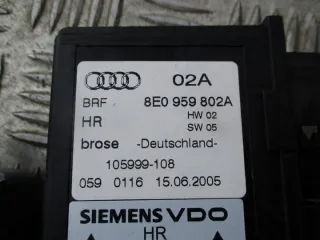 02A
BRF 8E0 959 802A
HR HW 02
SW 05
brose -Deutschland-
105999-108
059 0116 15.06.2005
SIEMENS VDO
HR